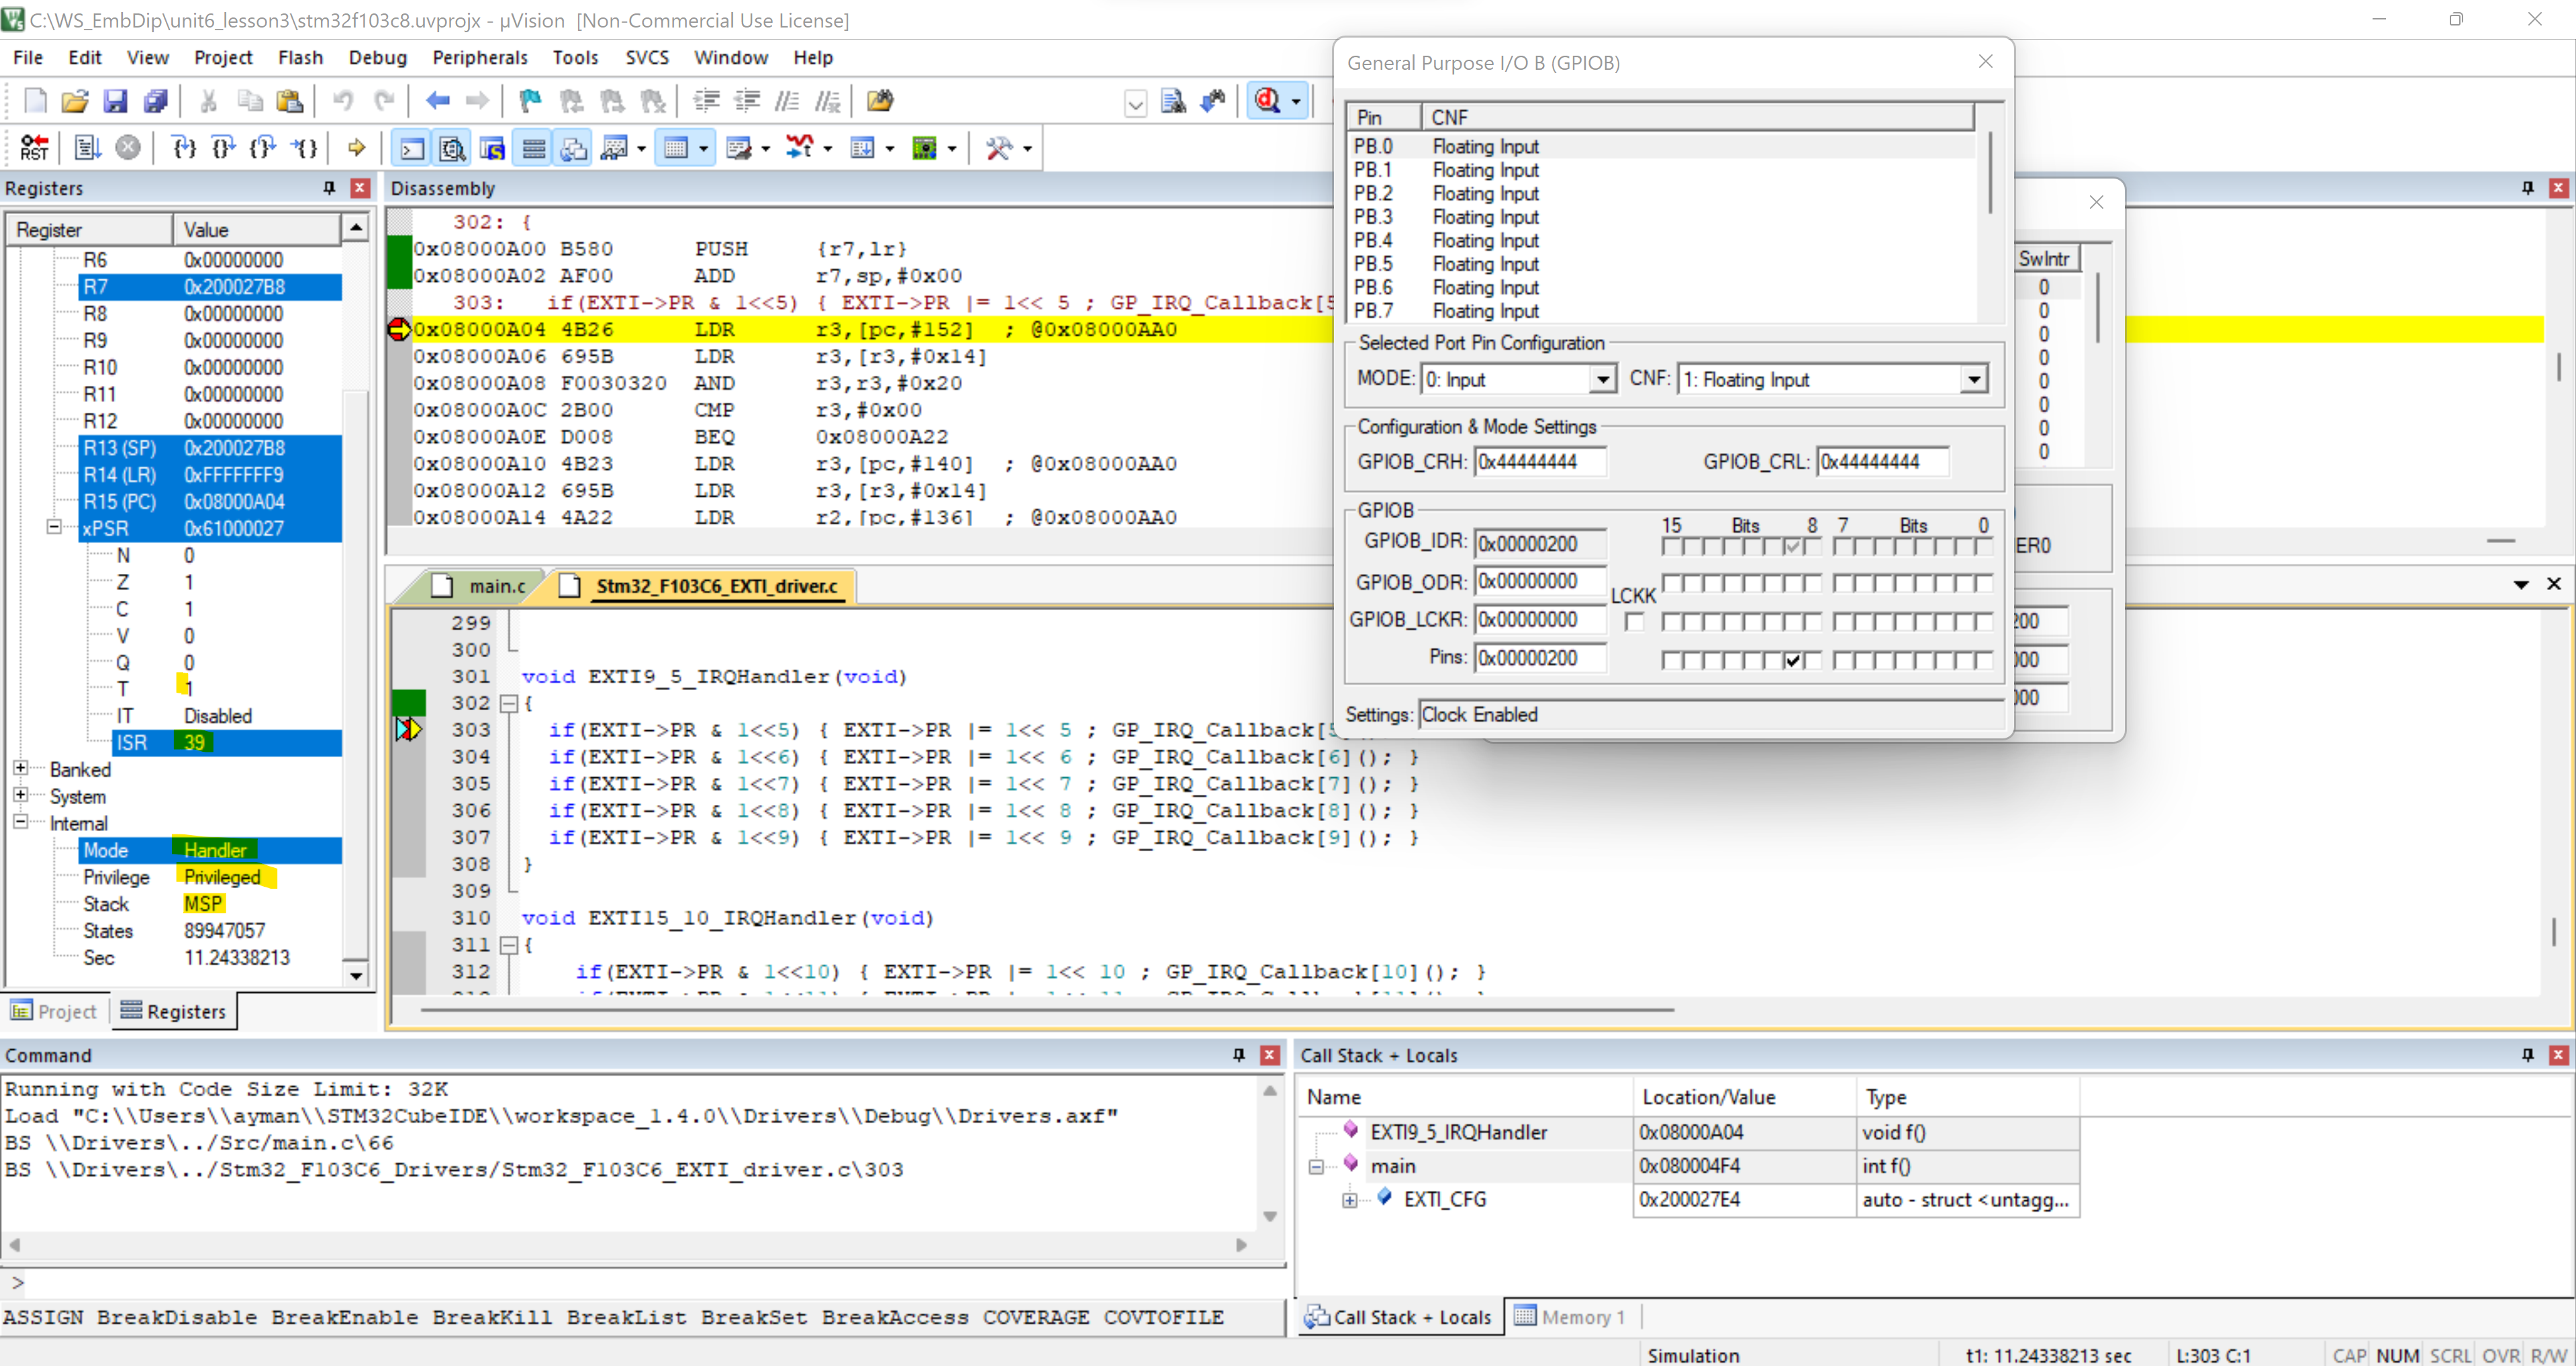 C:\WS_EmbDip\unit6_lesson3\stm32f103c8.uvprojx - µVision [Non-Commercial Use License]
File Edit View Project Flash Debug Peripherals Tools SVCS Window Help
RST
Registers
Register Value
R6 0x00000000
R7 0x200027B8
R8 0x00000000
R9 0x00000000
R10 0x00000000
R11 0x00000000
R12 0x00000000
R13 (SP) 0x200027B8
R14 (LR) 0xFFFFFFF9
R15 (PC) 0x08000A04
xPSR 0x61000027
N 0
Z 1
C 1
V 0
Q 0
T 1
IT Disabled
ISR 39
Banked
System
Internal
Mode Handler
Privilege Privileged
Stack MSP
States 89947057
Sec 11.24338213
Project Registers
Disassembly
302: {
0x08000A00 B580 PUSH {r7,lr}
0x08000A02 AF00 ADD r7,sp,#0x00
303: if(EXTI->PR & 1<<5) { EXTI->PR |= 1<< 5 ; GP_IRQ_Callback[5
0x08000A04 4B26 LDR r3,[pc,#152] ; @0x08000AA0
0x08000A06 695B LDR r3,[r3,#0x14]
0x08000A08 F0030320 AND r3,r3,#0x20
0x08000A0C 2B00 CMP r3,#0x00
0x08000A0E D008 BEQ 0x08000A22
0x08000A10 4B23 LDR r3,[pc,#140] ; @0x08000AA0
0x08000A12 695B LDR r3,[r3,#0x14]
0x08000A14 4A22 LDR r2,[pc,#136] ; @0x08000AA0
main.c Stm32_F103C6_EXTI_driver.c
299
300
301 void EXTI9_5_IRQHandler(void)
302 {
303 if(EXTI->PR & 1<<5) { EXTI->PR |= 1<< 5 ; GP_IRQ_Callback[5
304 if(EXTI->PR & 1<<6) { EXTI->PR |= 1<< 6 ; GP_IRQ_Callback[6](); }
305 if(EXTI->PR & 1<<7) { EXTI->PR |= 1<< 7 ; GP_IRQ_Callback[7](); }
306 if(EXTI->PR & 1<<8) { EXTI->PR |= 1<< 8 ; GP_IRQ_Callback[8](); }
307 if(EXTI->PR & 1<<9) { EXTI->PR |= 1<< 9 ; GP_IRQ_Callback[9](); }
308 }
309
310 void EXTI15_10_IRQHandler(void)
311 {
312 if(EXTI->PR & 1<<10) { EXTI->PR |= 1<< 10 ; GP_IRQ_Callback[10](); }
General Purpose I/O B (GPIOB)
Pin CNF
PB.0 Floating Input
PB.1 Floating Input
PB.2 Floating Input
PB.3 Floating Input
PB.4 Floating Input
PB.5 Floating Input
PB.6 Floating Input
PB.7 Floating Input
Selected Port Pin Configuration
MODE: 0: Input CNF: 1: Floating Input
Configuration & Mode Settings
GPIOB_CRH: 0x44444444 GPIOB_CRL: 0x44444444
GPIOB
15 Bits 8 7 Bits 0
GPIOB_IDR: 0x00000200
GPIOB_ODR: 0x00000000
LCKK
GPIOB_LCKR: 0x00000000
Pins: 0x00000200
Settings: Clock Enabled
SwIntr
0
0
0
0
0
0
0
0
ER0
200
000
000
Command
Running with Code Size Limit: 32K
Load "C:\\Users\\ayman\\STM32CubeIDE\\workspace_1.4.0\\Drivers\\Debug\\Drivers.axf"
BS \\Drivers\../Src/main.c\66
BS \\Drivers\../Stm32_F103C6_Drivers/Stm32_F103C6_EXTI_driver.c\303
>
ASSIGN BreakDisable BreakEnable BreakKill BreakList BreakSet BreakAccess COVERAGE COVTOFILE
Call Stack + Locals
Name Location/Value Type
EXTI9_5_IRQHandler 0x08000A04 void f()
main 0x080004F4 int f()
EXTI_CFG 0x200027E4 auto - struct <untagg...
Call Stack + Locals Memory 1
Simulation t1: 11.24338213 sec L:303 C:1 CAP NUM SCRL OVR R/W